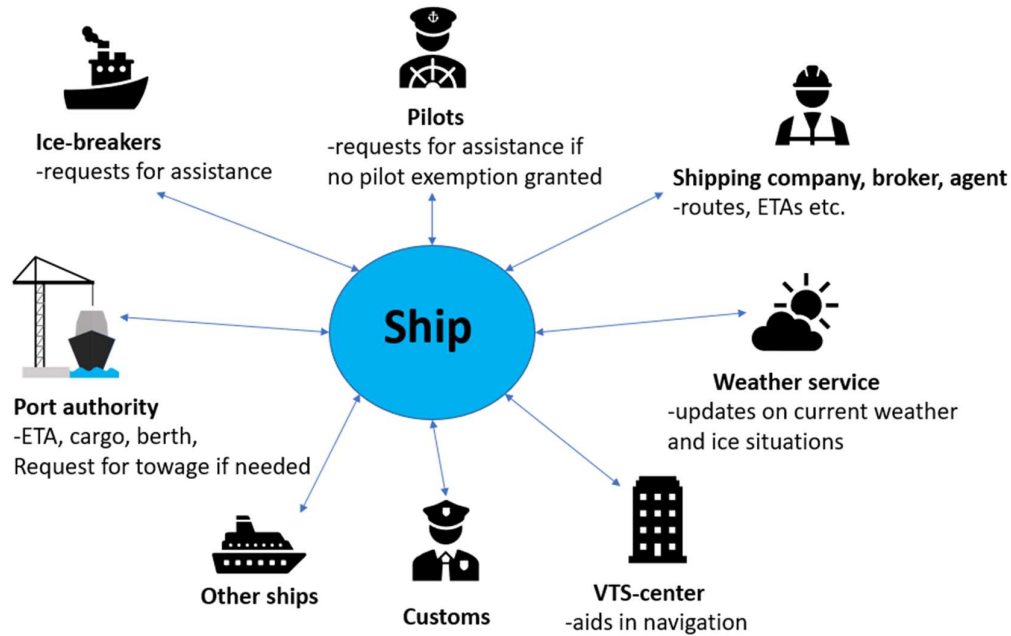 Ice-breakers
-requests for assistance
Pilots
-requests for assistance if
no pilot exemption granted
Shipping company, broker, agent
-routes, ETAs etc.
Ship
Port authority
-ETA, cargo, berth,
Request for towage if needed
Weather service
-updates on current weather
and ice situations
Other ships
Customs
VTS-center
-aids in navigation